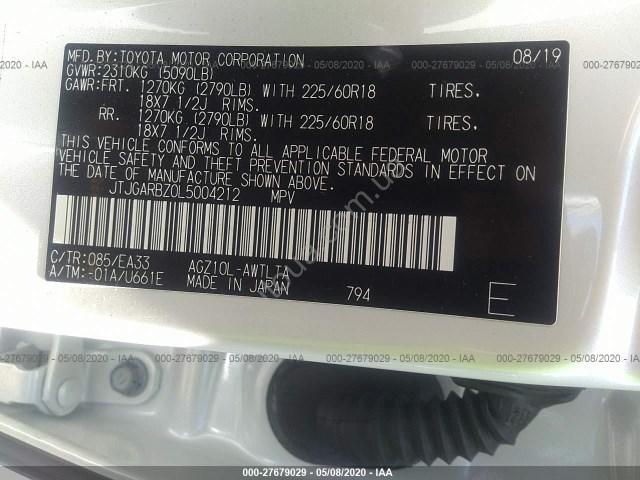 000-27679029 - 05/08/2020 - IAA
MFD.BY:TOYOTA MOTOR CORPORATION 08/19
GVWR:2310KG (5090LB)
GAWR:FRT. 1270KG (2790LB) WITH 225/60R18 TIRES.
18X7 1/2J RIMS.
RR. 1270KG (2790LB) WITH 225/60R18 TIRES.
18X7 1/2J RIMS.
THIS VEHICLE CONFORMS TO ALL APPLICABLE FEDERAL MOTOR
VEHICLE SAFETY AND THEFT PREVENTION STANDARDS IN EFFECT ON
THE DATE OF MANUFACTURE SHOWN ABOVE.
JTJGARBZ0L5004212 MPV
C/TR:085/EA33 AGZ10L-AWTLTA
A/TM:-01A/U661E MADE IN JAPAN 794 E
000-27679029 - 05/08/2020 - IAA
000-27679029 - 05/08/2020 - IAA
000-27679029 - 05/08/2020 - IAA
000-27679029 - 05/08/2020 - IAA